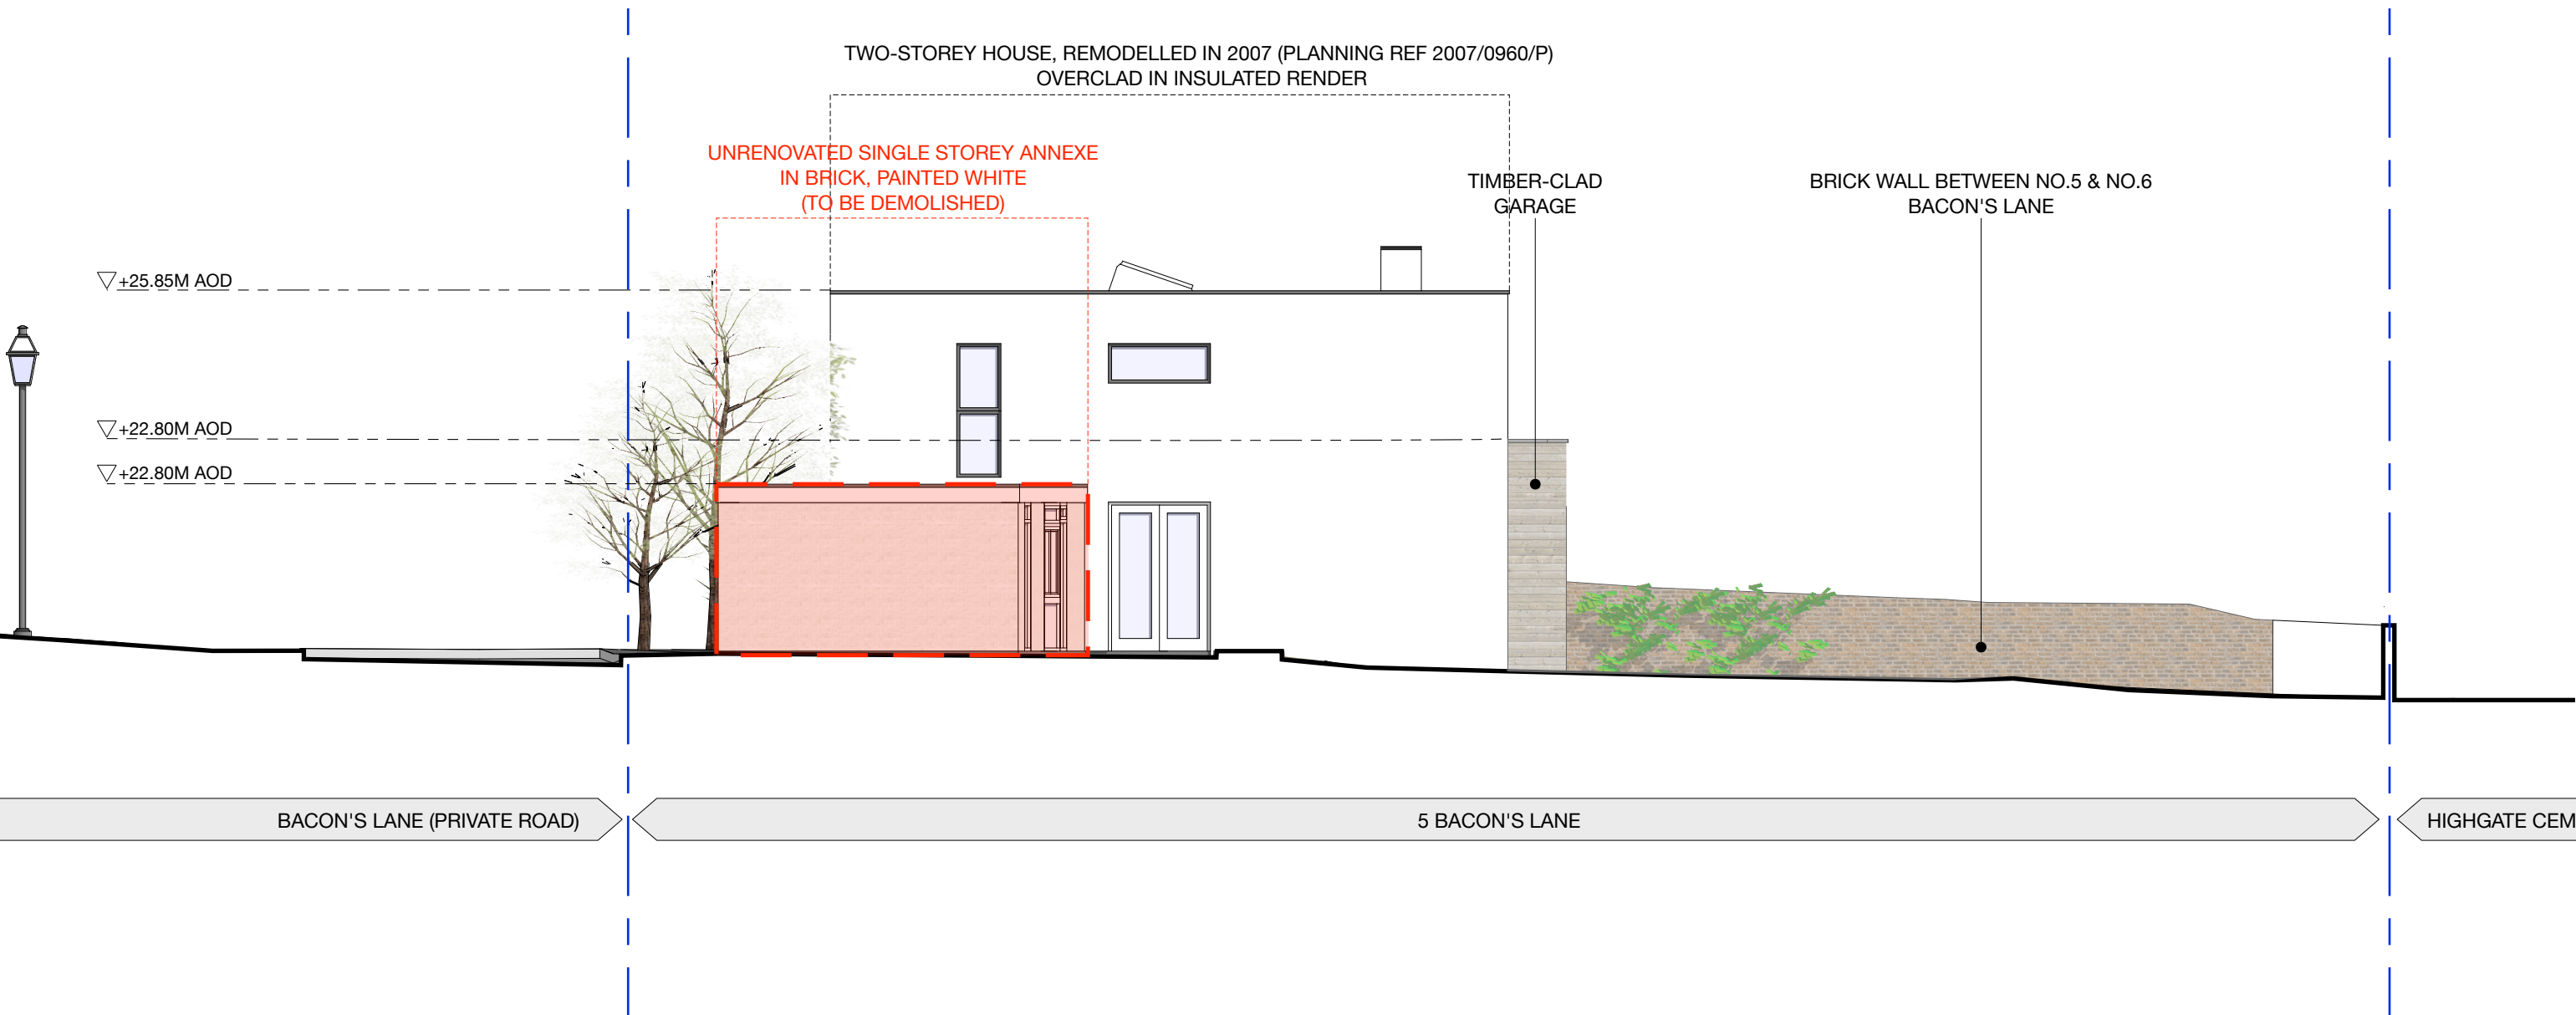 TWO-STOREY HOUSE, REMODELLED IN 2007 (PLANNING REF 2007/0960/P)
OVERCLAD IN INSULATED RENDER
UNRENOVATED SINGLE STOREY ANNEXE
IN BRICK, PAINTED WHITE
(TO BE DEMOLISHED)
TIMBER-CLAD
GARAGE
BRICK WALL BETWEEN NO.5 & NO.6
BACON'S LANE
+25.85M AOD
+22.80M AOD
+22.80M AOD
BACON'S LANE (PRIVATE ROAD)
5 BACON'S LANE
HIGHGATE CEM